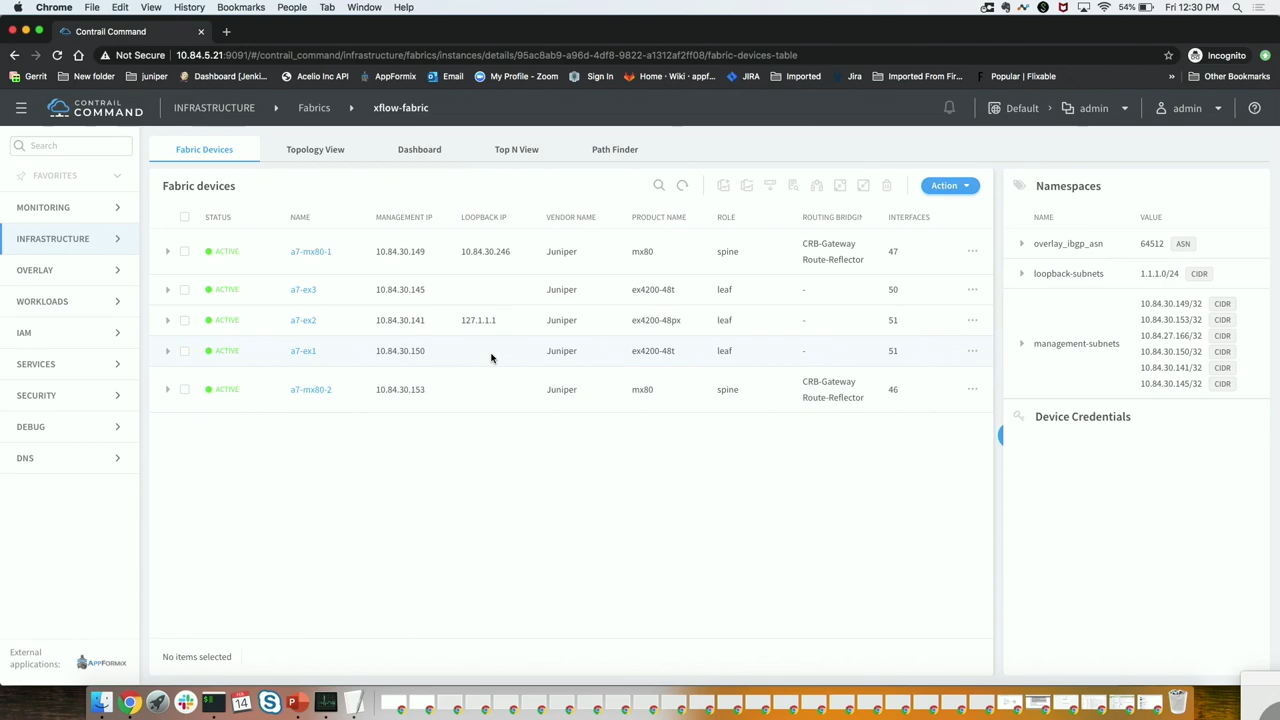 Chrome File Edit View History Bookmarks People Tab Window Help 54% Fri 12:30 PM
Contrail Command
Not Secure 10.84.5.21:9091/#/contrail_command/infrastructure/fabrics/instances/details/95ac8ab9-a96d-4df8-9822-a1312af2ff08/fabric-devices-table Incognito
Gerrit New folder juniper Dashboard [Jenki... Acelio Inc API AppFormix Email My Profile - Zoom Sign In Home · Wiki · appf... JIRA Imported Jira Imported From Fir... Popular | Flixable » Other Bookmarks
CONTRAIL COMMAND INFRASTRUCTURE Fabrics xflow-fabric Default admin admin
Search
FAVORITES
MONITORING
INFRASTRUCTURE
OVERLAY
WORKLOADS
IAM
SERVICES
SECURITY
DEBUG
DNS
External
applications: APPFORMIX
Fabric Devices Topology View Dashboard Top N View Path Finder
Fabric devices Action
STATUS NAME MANAGEMENT IP LOOPBACK IP VENDOR NAME PRODUCT NAME ROLE ROUTING BRIDGIN INTERFACES
ACTIVE a7-mx80-1 10.84.30.149 10.84.30.246 Juniper mx80 spine CRB-Gateway Route-Reflector 47
ACTIVE a7-ex3 10.84.30.145 Juniper ex4200-48t leaf - 50
ACTIVE a7-ex2 10.84.30.141 127.1.1.1 Juniper ex4200-48px leaf - 51
ACTIVE a7-ex1 10.84.30.150 Juniper ex4200-48t leaf - 51
ACTIVE a7-mx80-2 10.84.30.153 Juniper mx80 spine CRB-Gateway Route-Reflector 46
No items selected
Namespaces
NAME VALUE
overlay_ibgp_asn 64512 ASN
loopback-subnets 1.1.1.0/24 CIDR
management-subnets
10.84.30.149/32 CIDR
10.84.30.153/32 CIDR
10.84.27.166/32 CIDR
10.84.30.150/32 CIDR
10.84.30.141/32 CIDR
10.84.30.145/32 CIDR
Device Credentials
FEB
14